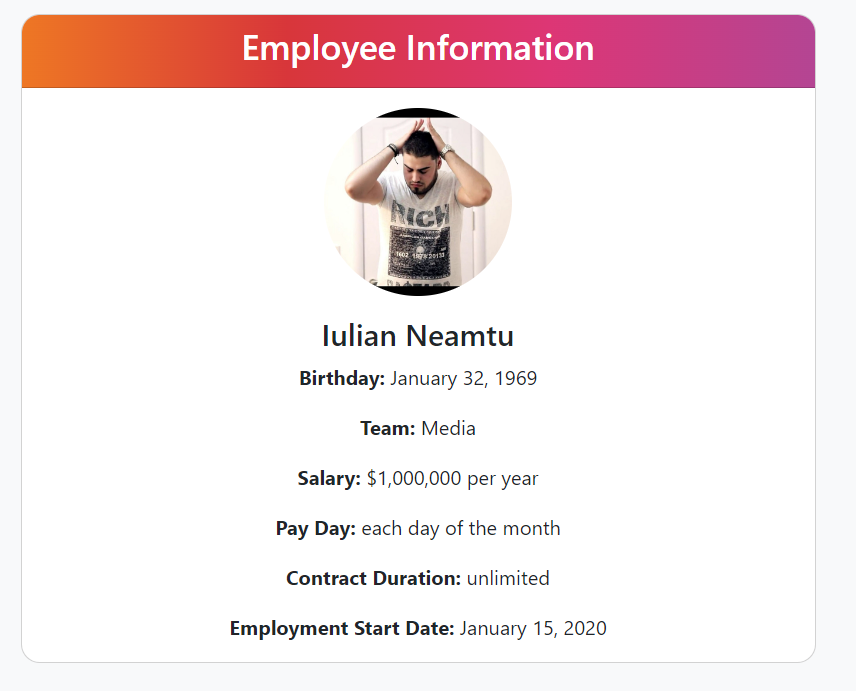 Employee Information
RICH
Iulian Neamtu
Birthday: January 32, 1969
Team: Media
Salary: $1,000,000 per year
Pay Day: each day of the month
Contract Duration: unlimited
Employment Start Date: January 15, 2020